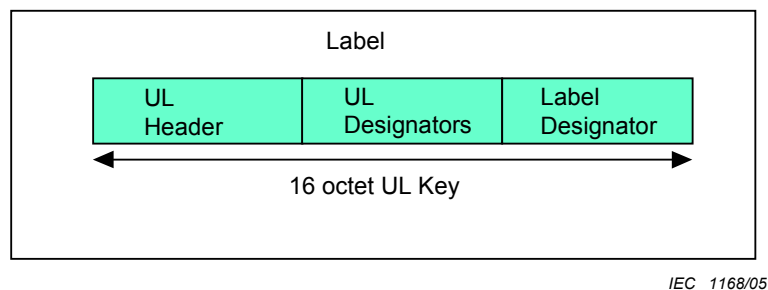 Label
UL Header
UL Designators
Label Designator
16 octet UL Key
IEC 1168/05